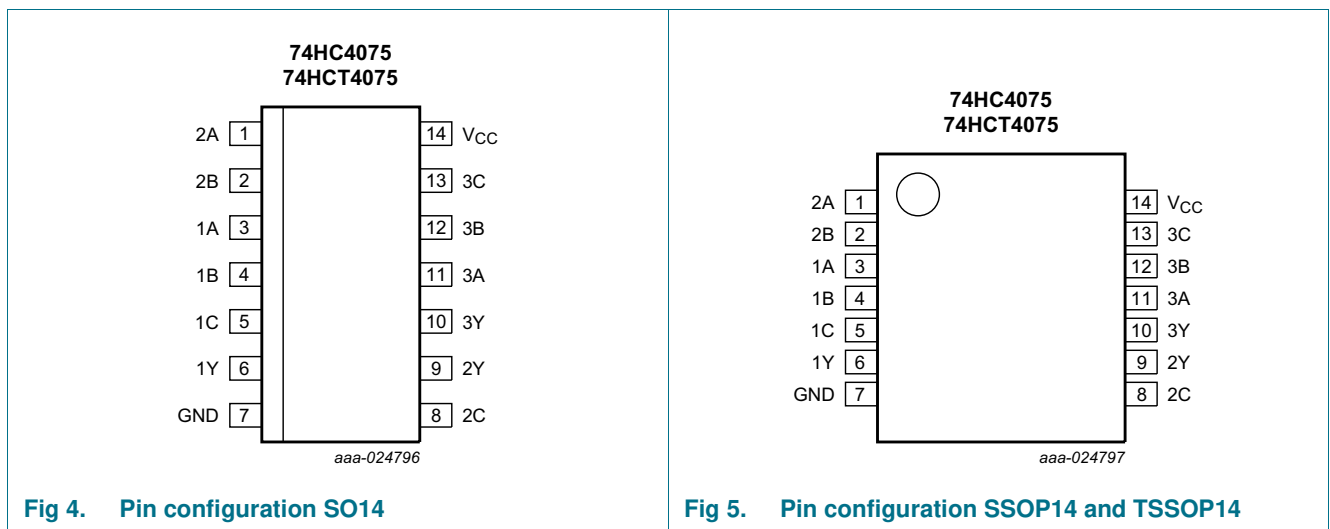 74HC4075
74HCT4075
2A 1 14 VCC
2B 2 13 3C
1A 3 12 3B
1B 4 11 3A
1C 5 10 3Y
1Y 6 9 2Y
GND 7 8 2C
aaa-024796
Fig 4. Pin configuration SO14
74HC4075
74HCT4075
2A 1 14 VCC
2B 2 13 3C
1A 3 12 3B
1B 4 11 3A
1C 5 10 3Y
1Y 6 9 2Y
GND 7 8 2C
aaa-024797
Fig 5. Pin configuration SSOP14 and TSSOP14